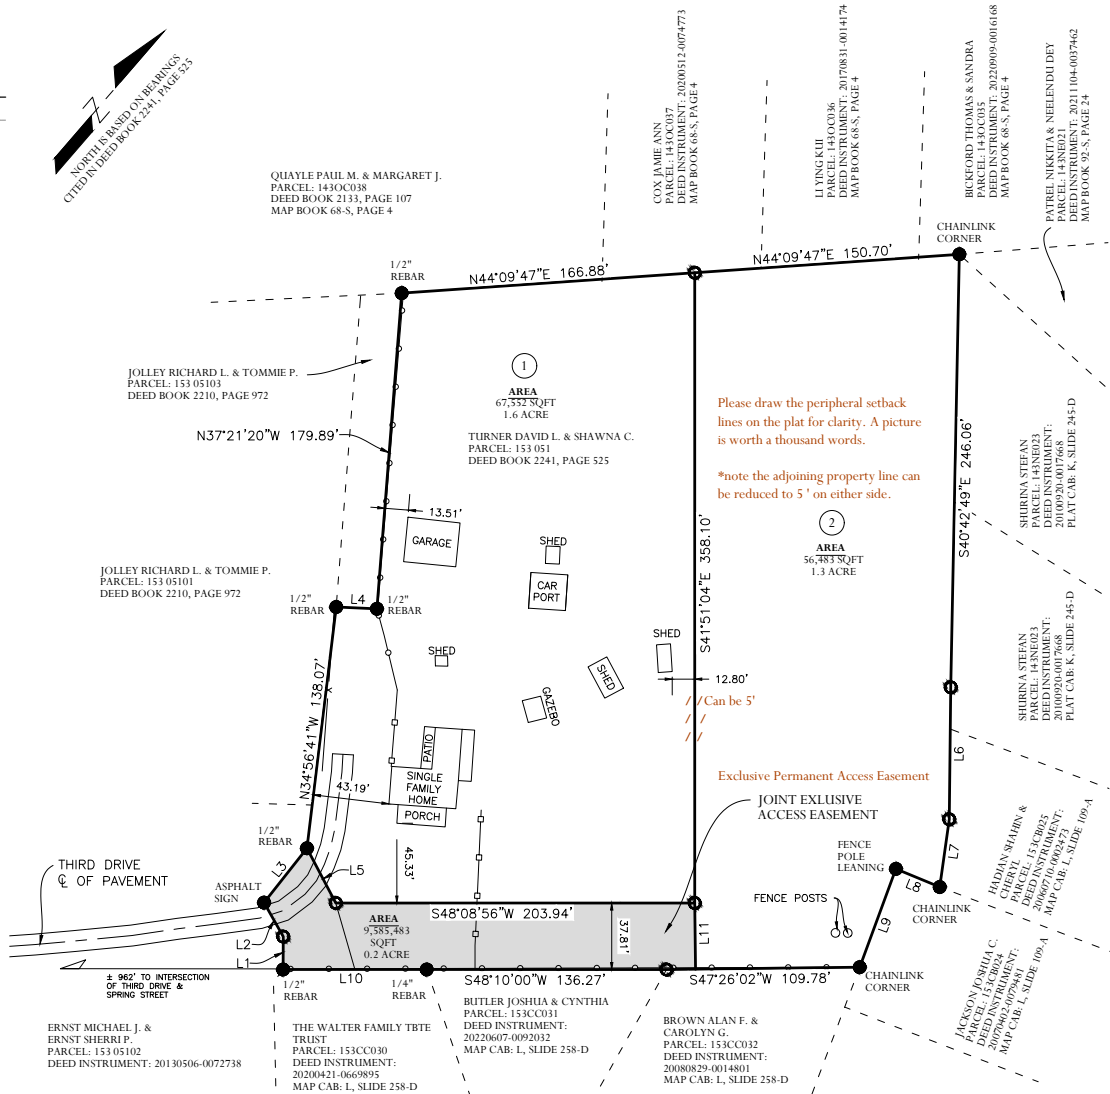 NORTH IS BASED ON BEARINGS
CITED IN DEED BOOK 2241, PAGE 525
QUAYLE PAUL M. & MARGARET J.
PARCEL: 143OC038
DEED BOOK 2133, PAGE 107
MAP BOOK 68-S, PAGE 4
COX JAMIE ANN
PARCEL: 143OC037
DEED INSTRUMENT: 20200512-0074773
MAP BOOK 68-S, PAGE 4
LI YING KUI
PARCEL: 143OC036
DEED INSTRUMENT: 20170831-0014174
MAP BOOK 68-S, PAGE 4
BICKFORD THOMAS & SANDRA
PARCEL: 143OC035
DEED INSTRUMENT: 20220909-0016168
MAP BOOK 68-S, PAGE 4
PATREL NIKKITA & NEELENDU DEY
PARCEL: 143NE021
DEED INSTRUMENT: 20211104-0037462
MAP BOOK 92-S, PAGE 24
CHAINLINK
CORNER
1/2"
REBAR
N44°09'47"E 166.88'
N44°09'47"E 150.70'
JOLLEY RICHARD L. & TOMMIE P.
PARCEL: 153 05103
DEED BOOK 2210, PAGE 972
1
AREA
67,552 SQFT
1.6 ACRE
TURNER DAVID L. & SHAWNA C.
PARCEL: 153 051
DEED BOOK 2241, PAGE 525
Please draw the peripheral setback
lines on the plat for clarity. A picture
is worth a thousand words.
*note the adjoining property line can
be reduced to 5 ' on either side.
N37°21'20"W 179.89'
S40°42'49"E 246.06'
SHURINA STEFAN
PARCEL: 143NE023
DEED INSTRUMENT:
20100920-0017668
PLAT CAB: K, SLIDE 245-D
13.51'
GARAGE
SHED
CAR
PORT
S41°51'04"E 358.10'
2
AREA
56,483 SQFT
1.3 ACRE
JOLLEY RICHARD L. & TOMMIE P.
PARCEL: 153 05101
DEED BOOK 2210, PAGE 972
1/2"
REBAR
L4
1/2"
REBAR
SHED
SHED
SHED
12.80'
Can be 5'
GAZEBO
SHURINA STEFAN
PARCEL: 143NE023
DEED INSTRUMENT:
20100920-0017668
PLAT CAB: K, SLIDE 245-D
N34°56'41"W 138.07'
X
PATIO
SINGLE
FAMILY
HOME
PORCH
43.19'
45.33'
L6
Exclusive Permanent Access Easement
JOINT EXLUSIVE
ACCESS EASEMENT
1/2"
REBAR
L3
L5
FENCE
POLE
LEANING
L7
L8
HADIAN SHAHIN &
CHERYL
PARCEL: 153CB025
DEED INSTRUMENT:
20060710-0002473
MAP CAB: L, SLIDE 109-A
THIRD DRIVE
℄ OF PAVEMENT
ASPHALT
SIGN
FENCE POSTS
CHAINLINK
CORNER
AREA
9,585,483
SQFT
0.2 ACRE
S48°08'56"W 203.94'
37.81'
L11
L9
L2
L1
± 962' TO INTERSECTION
OF THIRD DRIVE &
SPRING STREET
1/2"
REBAR
L10
1/4"
REBAR
S48°10'00"W 136.27'
S47°26'02"W 109.78'
CHAINLINK
CORNER
JACKSON JOSHUA C.
PARCEL: 153CB024
DEED INSTRUMENT:
20070402-0079481
MAP CAB: L, SLIDE 109-A
ERNST MICHAEL J. &
ERNST SHERRI P.
PARCEL: 153 05102
DEED INSTRUMENT: 20130506-0072738
THE WALTER FAMILY TBTE
TRUST
PARCEL: 153CC030
DEED INSTRUMENT:
20200421-0669895
MAP CAB: L, SLIDE 258-D
BUTLER JOSHUA & CYNTHIA
PARCEL: 153CC031
DEED INSTRUMENT:
20220607-0092032
MAP CAB: L, SLIDE 258-D
BROWN ALAN F. &
CAROLYN G.
PARCEL: 153CC032
DEED INSTRUMENT:
20080829-0014801
MAP CAB: L, SLIDE 258-D